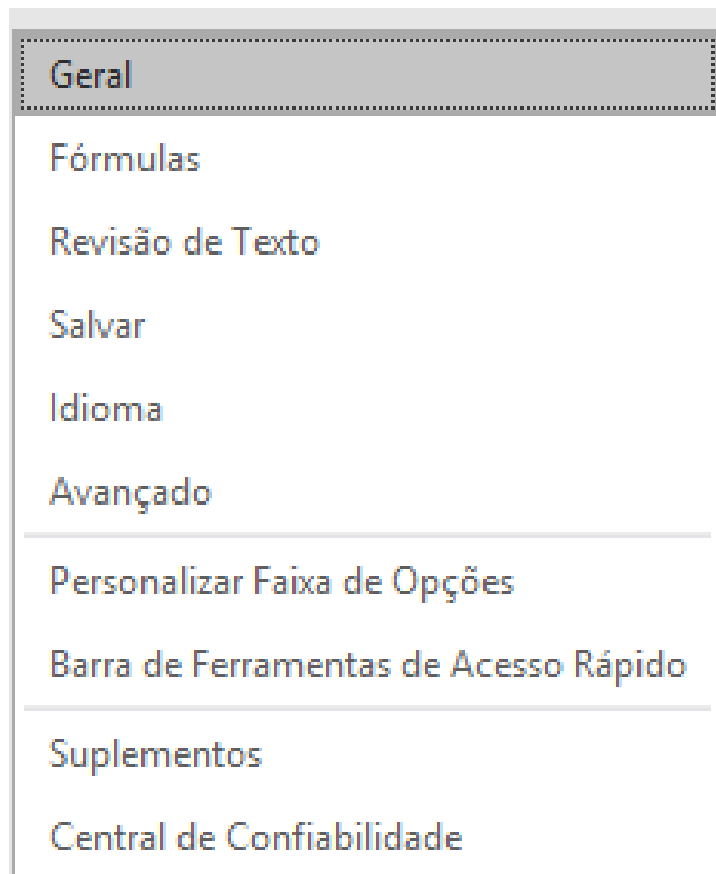 Geral
Fórmulas
Revisão de Texto
Salvar
Idioma
Avançado
Personalizar Faixa de Opções
Barra de Ferramentas de Acesso Rápido
Suplementos
Central de Confiabilidade